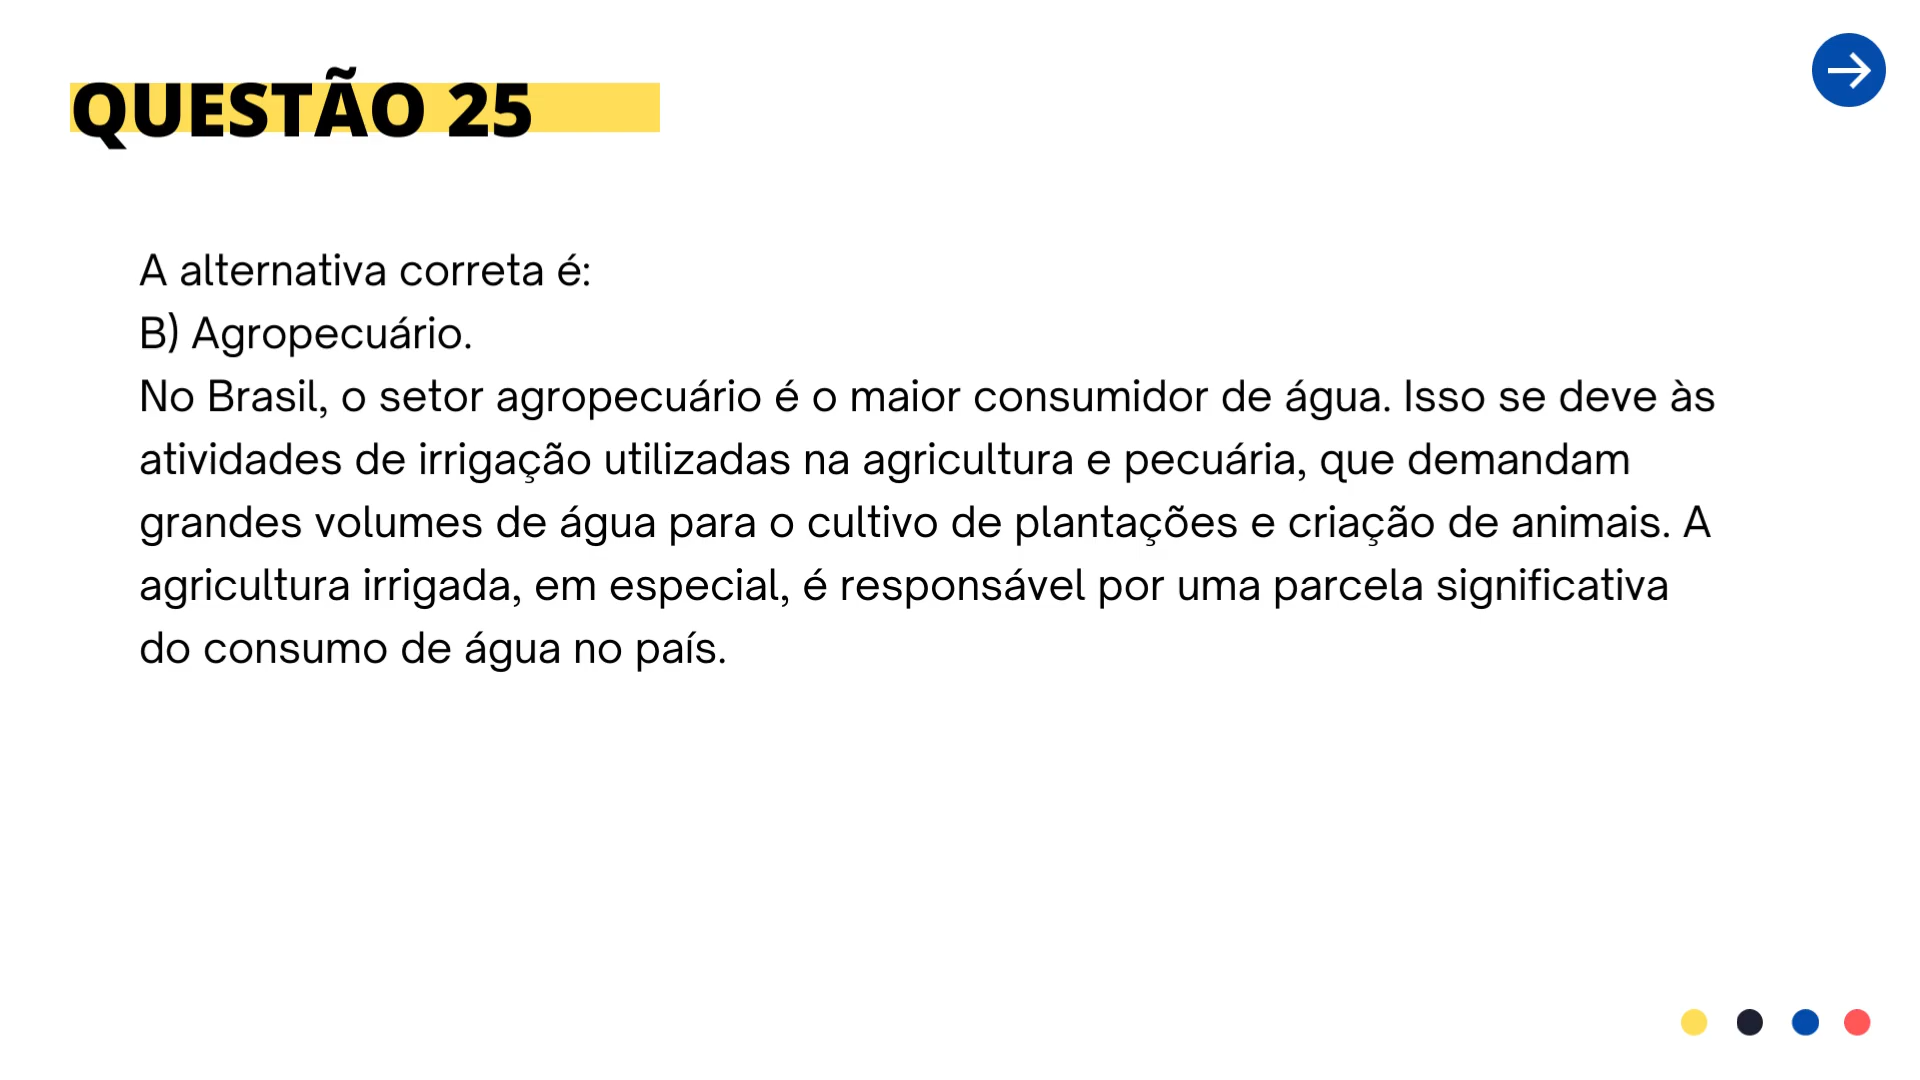 QUESTÃO 25
A alternativa correta é:
B) Agropecuário.
No Brasil, o setor agropecuário é o maior consumidor de água. Isso se deve às
atividades de irrigação utilizadas na agricultura e pecuária, que demandam
grandes volumes de água para o cultivo de plantações e criação de animais. A
agricultura irrigada, em especial, é responsável por uma parcela significativa
do consumo de água no país.